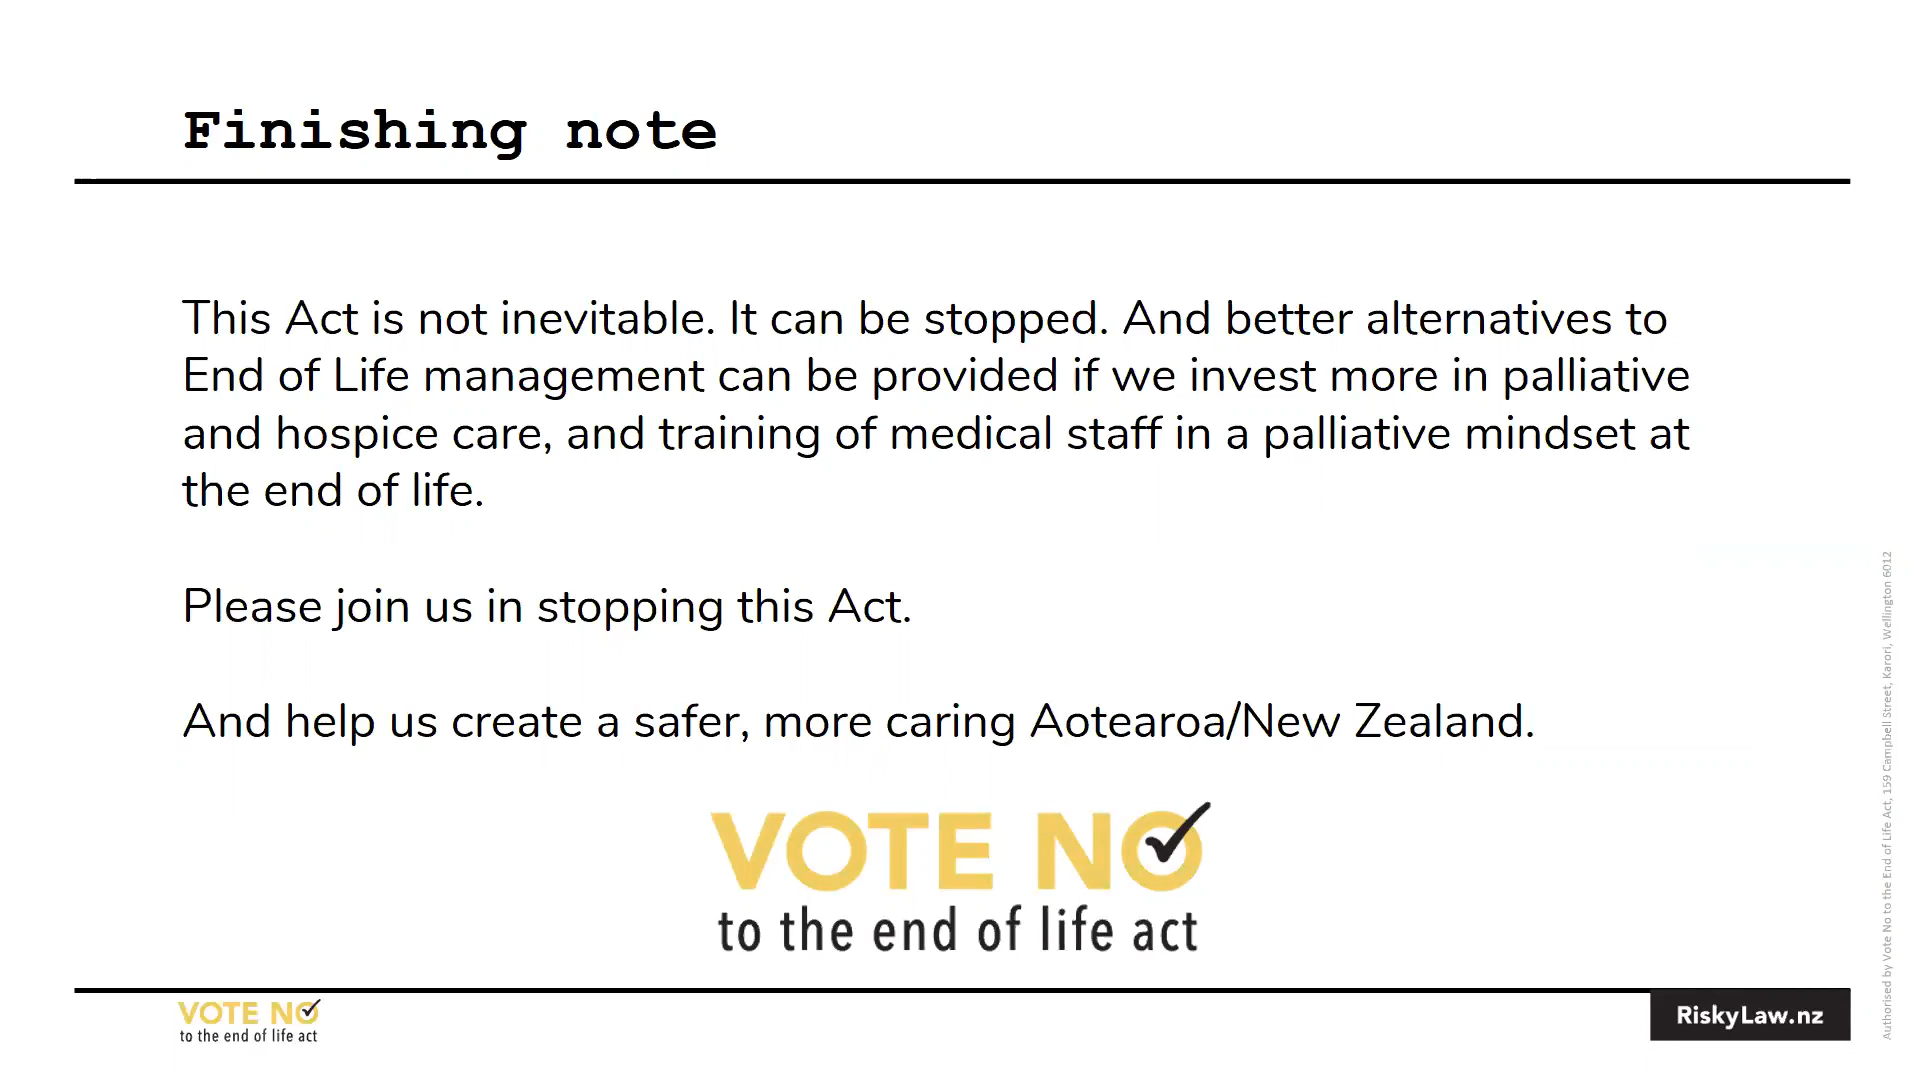 Finishing note
This Act is not inevitable. It can be stopped. And better alternatives to
End of Life management can be provided if we invest more in palliative
and hospice care, and training of medical staff in a palliative mindset at
the end of life.
Please join us in stopping this Act.
And help us create a safer, more caring Aotearoa/New Zealand.
VOTE NO
to the end of life act
VOTE NO
to the end of life act
RiskyLaw.nz
Authorised by Vote No to the End of Life Act, 159 Campbell Street, Karori, Wellington 6012